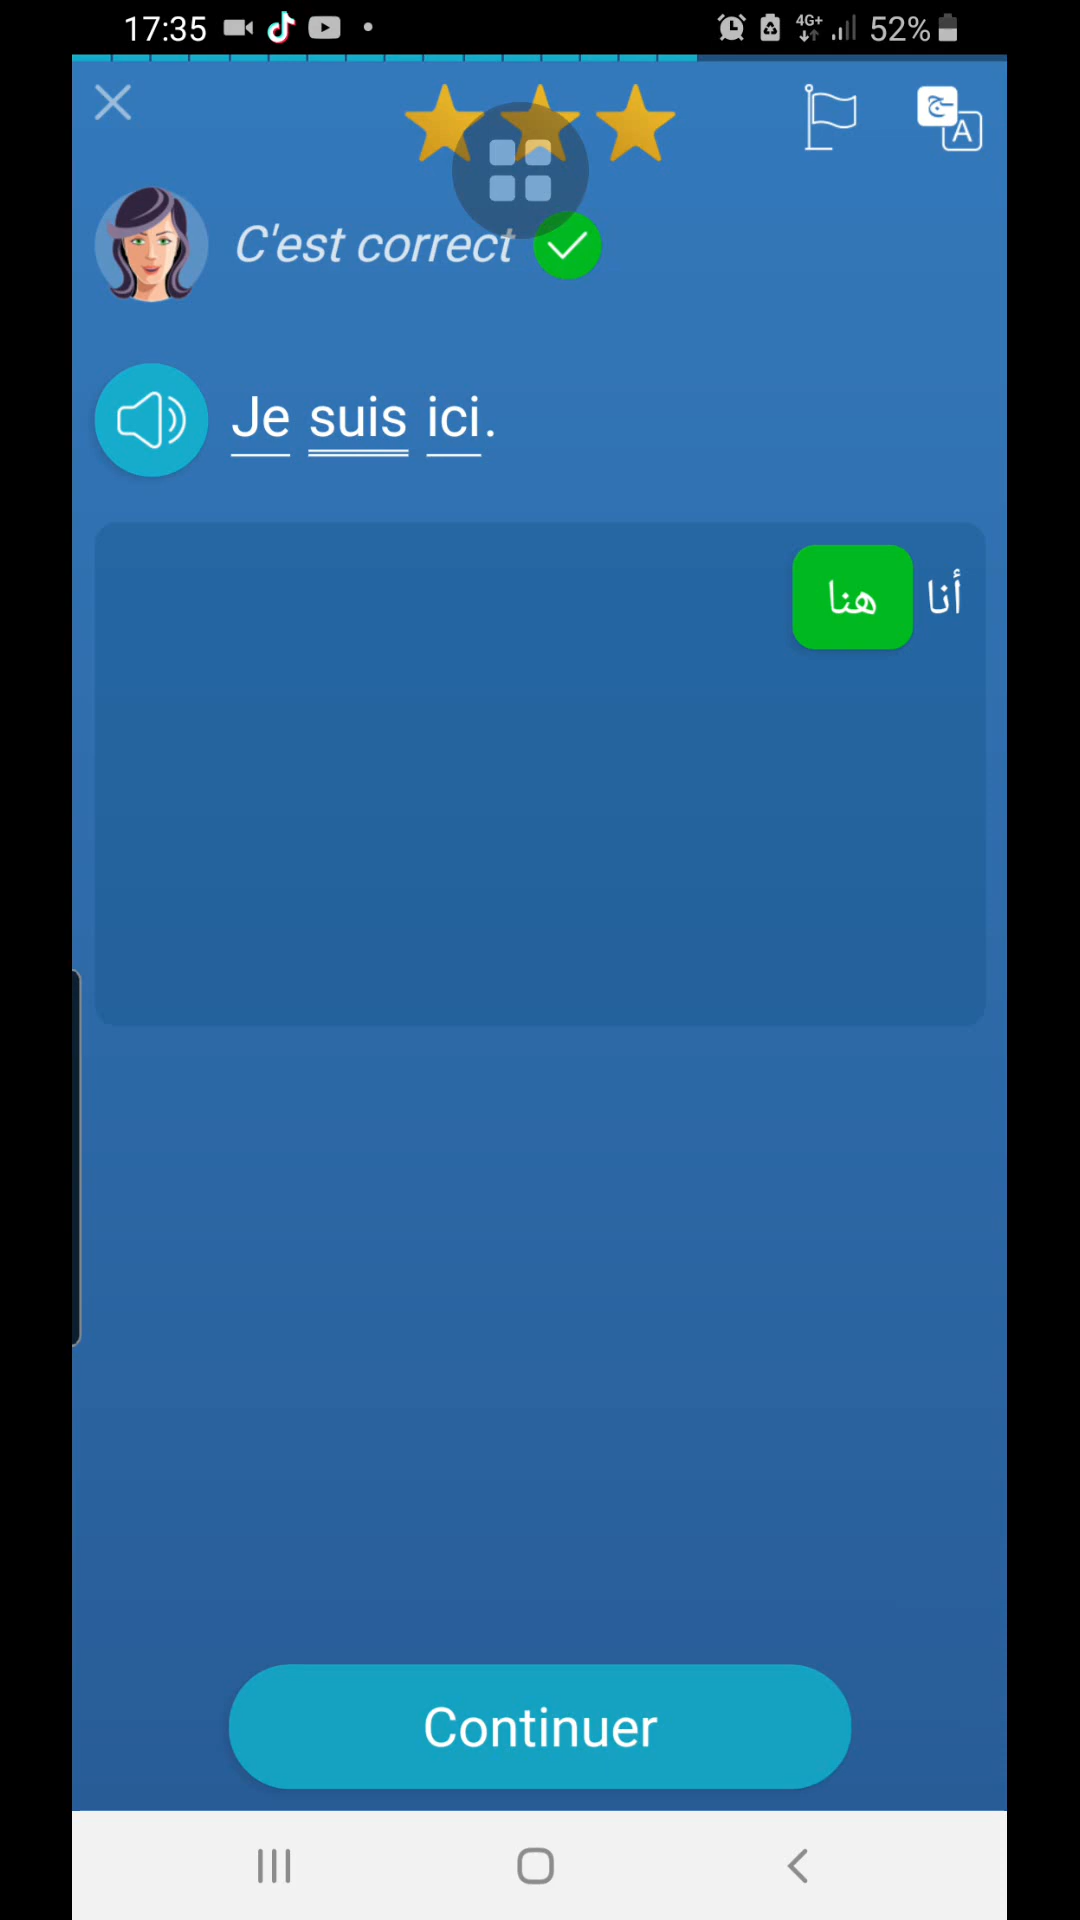 17:35
4G+ 52%
ج
A
C'est correct
Je suis ici.
أنا هنا
Continuer